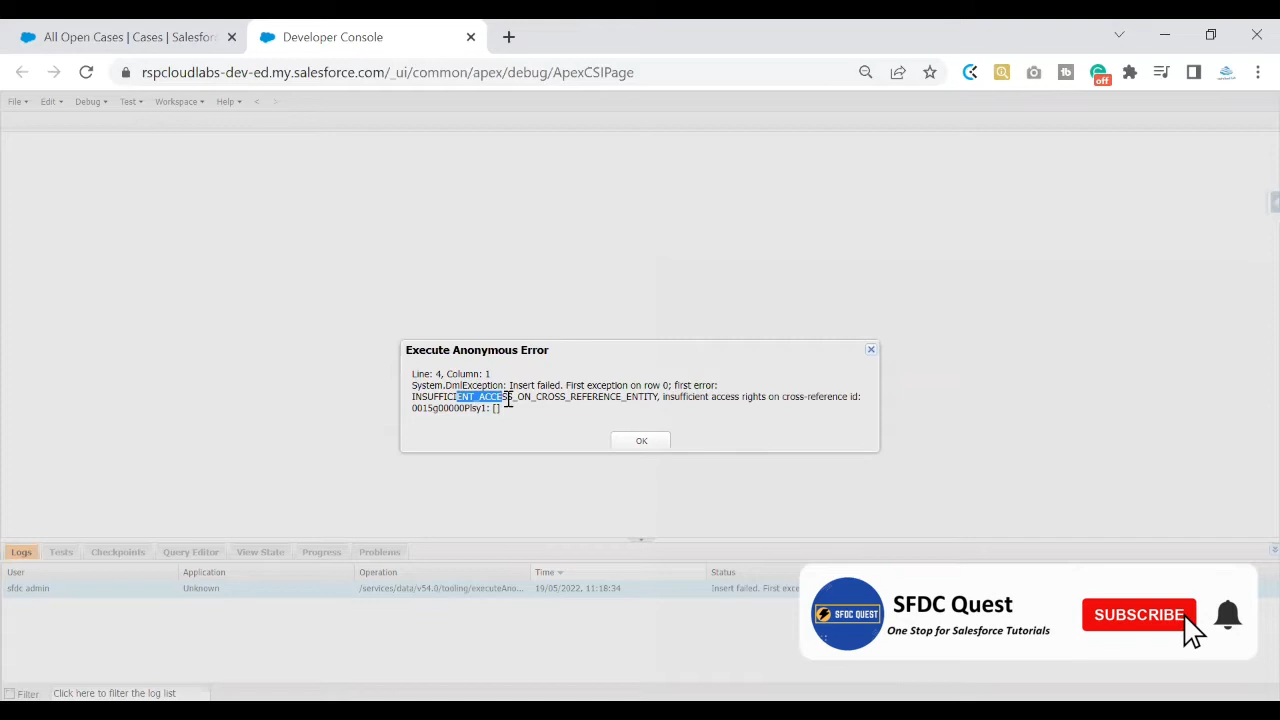 All Open Cases | Cases | Salesfor
Developer Console
rspcloudlabs-dev-ed.my.salesforce.com/_ui/common/apex/debug/ApexCSIPage
off
File
Edit
Debug
Test
Workspace
Help
<
>
Execute Anonymous Error
Line: 4, Column: 1
System.DmlException: Insert failed. First exception on row 0; first error:
INSUFFICIENT_ACCESS_ON_CROSS_REFERENCE_ENTITY, insufficient access rights on cross-reference id:
0015g00000Plsy1: []
OK
Logs
Tests
Checkpoints
Query Editor
View State
Progress
Problems
User
Application
Operation
Time
Status
sfdc admin
Unknown
/services/data/v54.0/tooling/executeAno...
19/05/2022, 11:18:34
Insert failed. First exce
SFDC QUEST
SFDC Quest
One Stop for Salesforce Tutorials
SUBSCRIBE
Filter
Click here to filter the log list